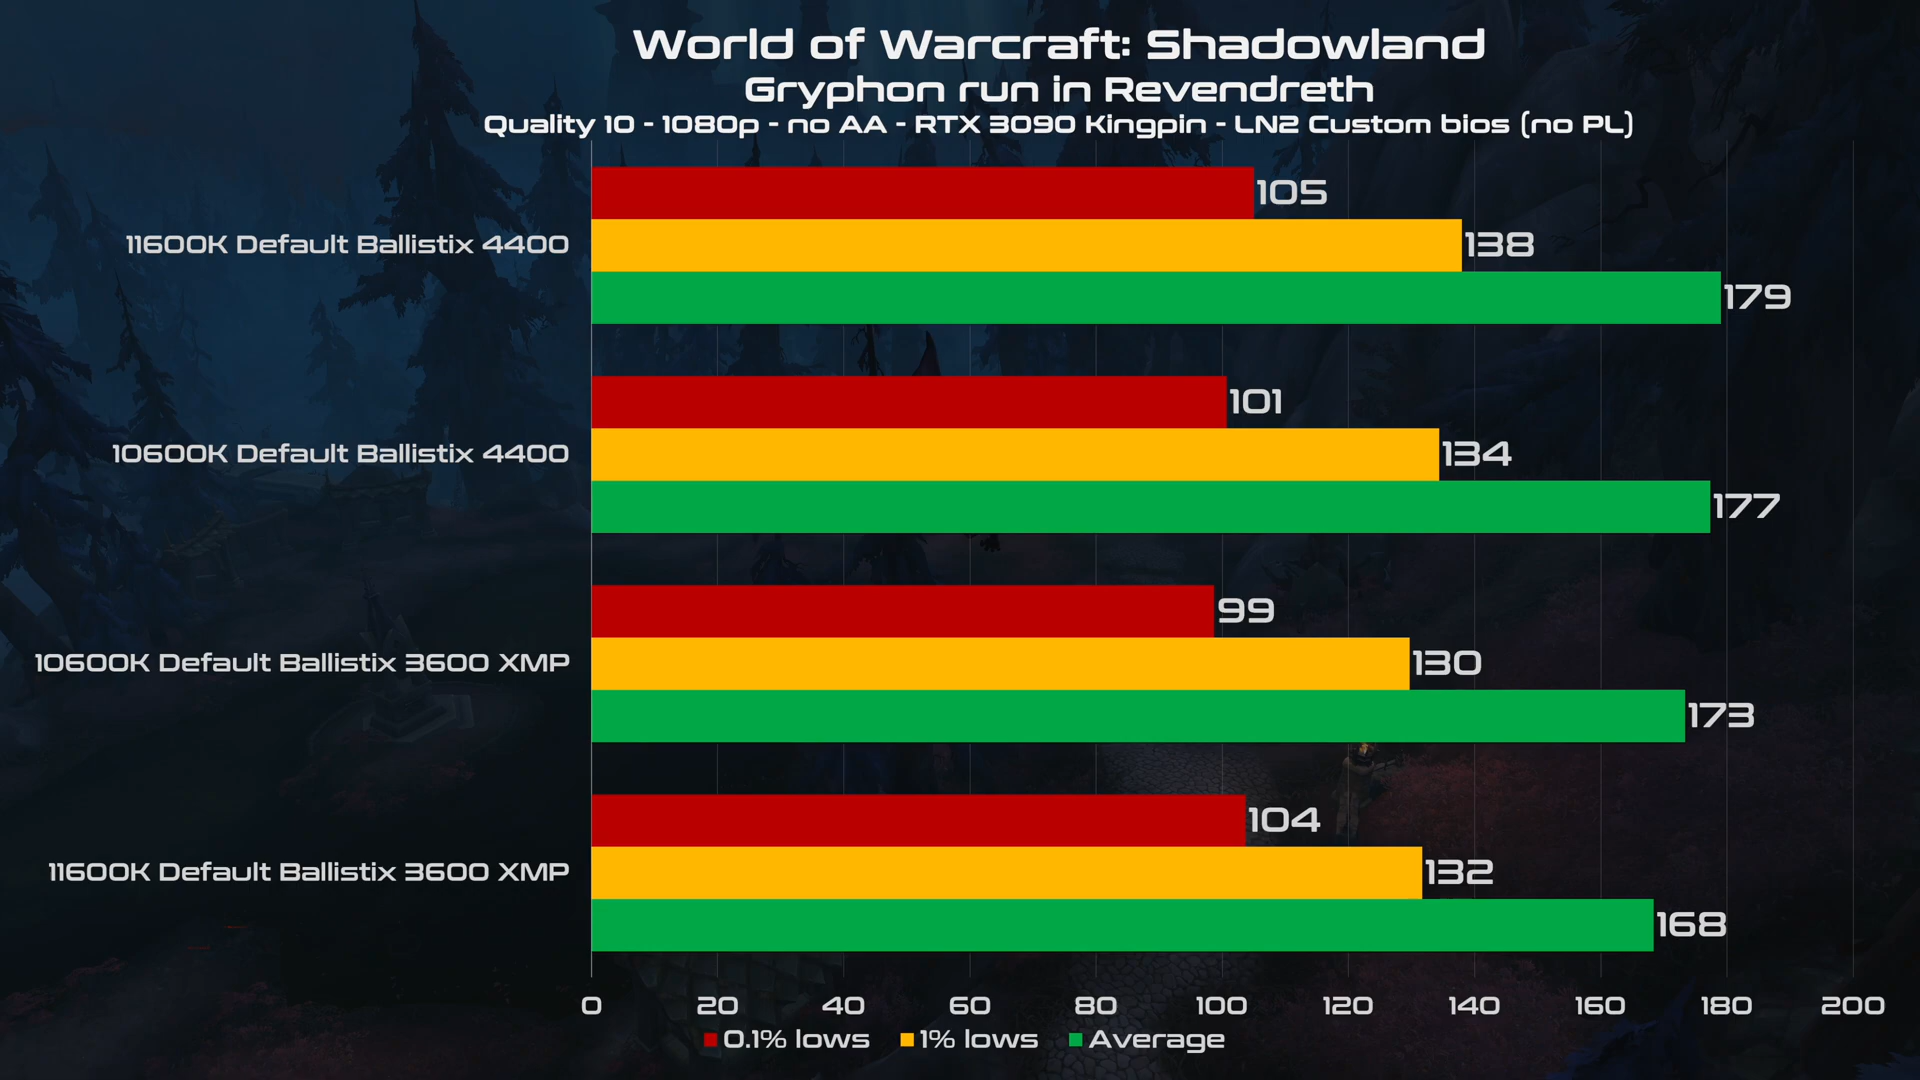 World of Warcraft: Shadowland
Gryphon run in Revendreth
Quality 10 - 1080p - no AA - RTX 3090 Kingpin - LN2 Custom bios (no PL)
105
11600K Default Ballistix 4400 138
179
101
10600K Default Ballistix 4400 134
177
99
10600K Default Ballistix 3600 XMP 130
173
104
11600K Default Ballistix 3600 XMP 132
168
0 20 40 60 80 100 120 140 160 180 200
0.1% lows 1% lows Average